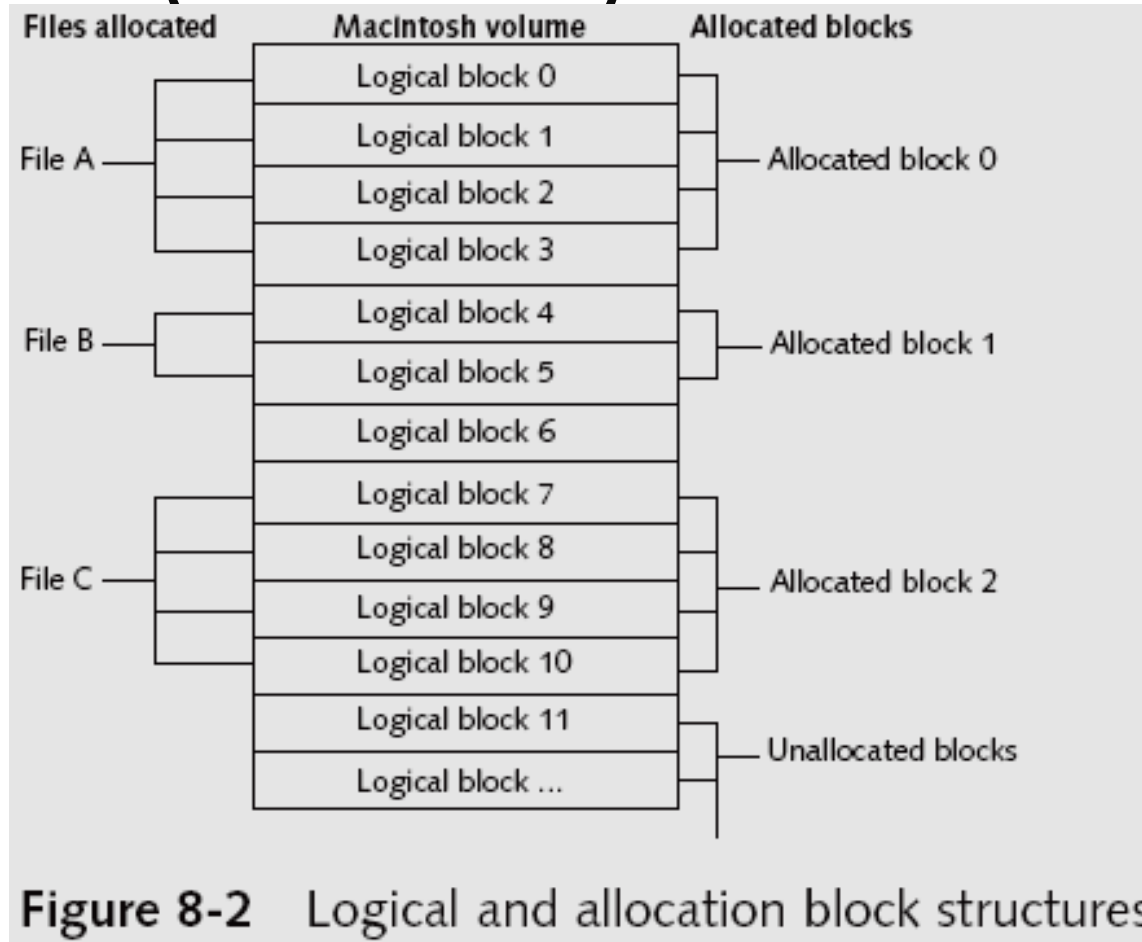 Files allocated Macintosh volume Allocated blocks
Logical block 0
Logical block 1
File A Allocated block 0
Logical block 2
Logical block 3
Logical block 4
File B Allocated block 1
Logical block 5
Logical block 6
Logical block 7
Logical block 8
File C Allocated block 2
Logical block 9
Logical block 10
Logical block 11
Unallocated blocks
Logical block ...
Figure 8-2 Logical and allocation block structures